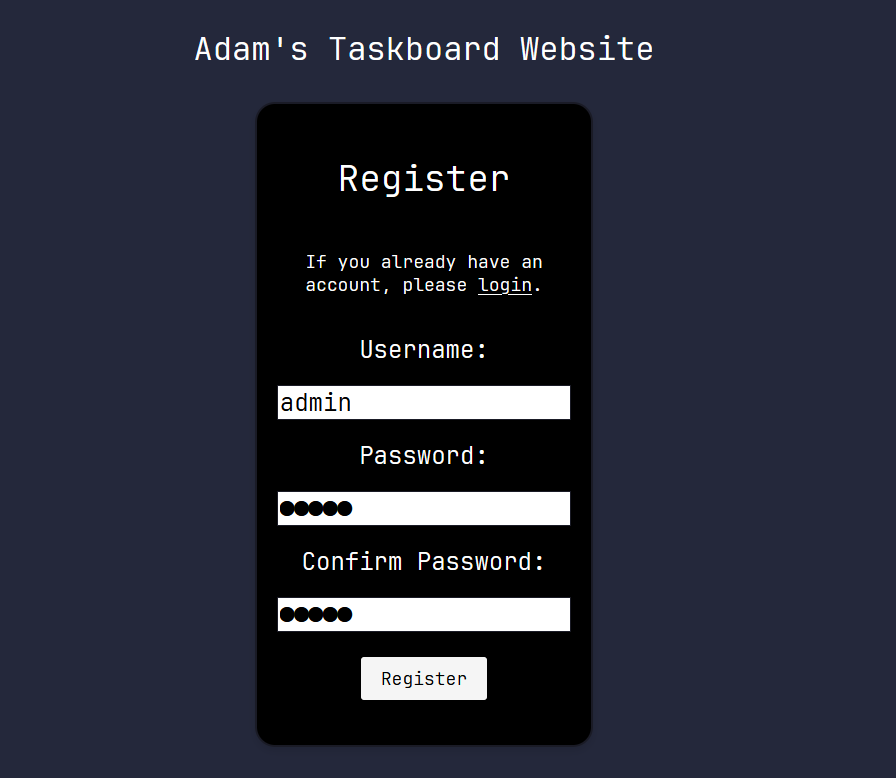 Adam's Taskboard Website
Register
If you already have an
account, please login.
Username:
admin
Password:
●●●●●
Confirm Password:
●●●●●
Register